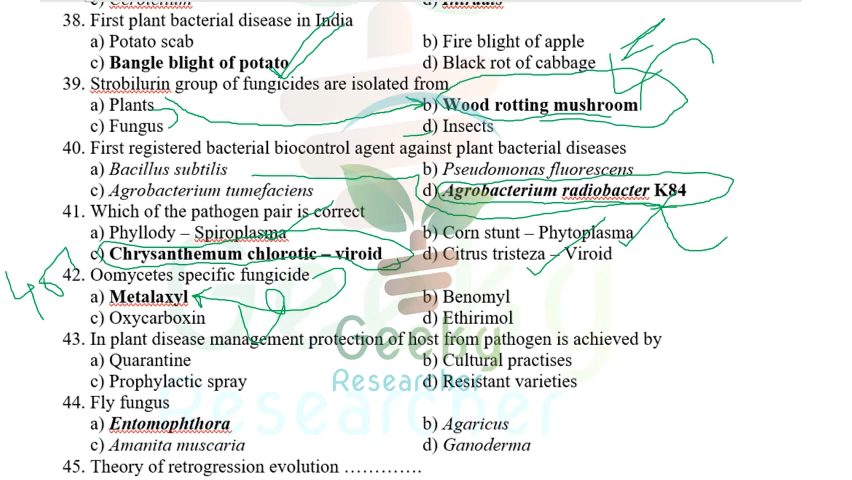 c) Sclerotium d) Intrauls
38. First plant bacterial disease in India
a) Potato scab b) Fire blight of apple
c) Bangle blight of potato d) Black rot of cabbage
39. Strobilurin group of fungicides are isolated from
a) Plants b) Wood rotting mushroom
c) Fungus d) Insects
40. First registered bacterial biocontrol agent against plant bacterial diseases
a) Bacillus subtilis b) Pseudomonas fluorescens
c) Agrobacterium tumefaciens d) Agrobacterium radiobacter K84
41. Which of the pathogen pair is correct
a) Phyllody – Spiroplasma b) Corn stunt – Phytoplasma
c) Chrysanthemum chlorotic – viroid d) Citrus tristeza – Viroid
42. Oomycetes specific fungicide
a) Metalaxyl b) Benomyl
c) Oxycarboxin d) Ethirimol
43. In plant disease management protection of host from pathogen is achieved by
a) Quarantine b) Cultural practises
c) Prophylactic spray d) Resistant varieties
44. Fly fungus
a) Entomophthora b) Agaricus
c) Amanita muscaria d) Ganoderma
45. Theory of retrogression evolution ………….
Geeky
Researcher